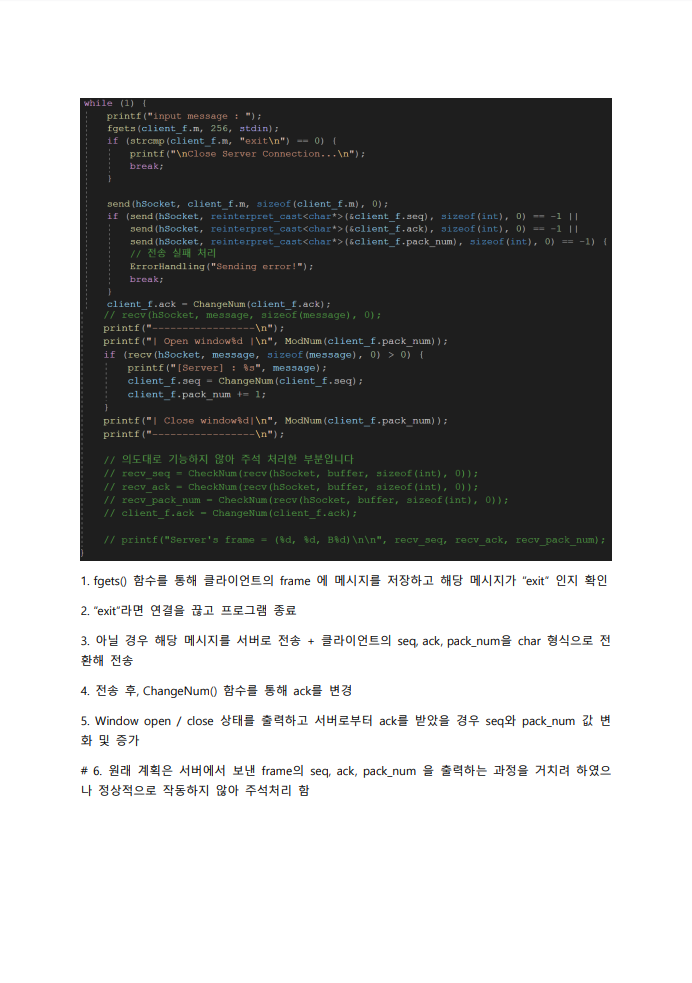 while (1) {
printf("input message : ");
fgets(client_f.m, 256, stdin);
if (strcmp(client_f.m, "exit\n") == 0) {
printf("\nClose Server Connection...\n");
break;
}
send(hSocket, client_f.m, sizeof(client_f.m), 0);
if (send(hSocket, reinterpret_cast<char*>(&client_f.seq), sizeof(int), 0) == -1 ||
send(hSocket, reinterpret_cast<char*>(&client_f.ack), sizeof(int), 0) == -1 ||
send(hSocket, reinterpret_cast<char*>(&client_f.pack_num), sizeof(int), 0) == -1) {
// 전송 실패 처리
ErrorHandling("Sending error!");
break;
}
client_f.ack = ChangeNum(client_f.ack);
// recv(hSocket, message, sizeof(message), 0);
printf("-----------------\n");
printf("| Open window%d |\n", ModNum(client_f.pack_num));
if (recv(hSocket, message, sizeof(message), 0) > 0) {
printf("[Server] : %s", message);
client_f.seq = ChangeNum(client_f.seq);
client_f.pack_num += 1;
}
printf("| Close window%d|\n", ModNum(client_f.pack_num));
printf("-----------------\n");
// 의도대로 기능하지 않아 주석 처리한 부분입니다
// recv_seq = CheckNum(recv(hSocket, buffer, sizeof(int), 0));
// recv_ack = CheckNum(recv(hSocket, buffer, sizeof(int), 0));
// recv_pack_num = CheckNum(recv(hSocket, buffer, sizeof(int), 0));
// client_f.ack = ChangeNum(client_f.ack);
// printf("Server's frame = (%d, %d, B%d)\n\n", recv_seq, recv_ack, recv_pack_num);
}
1. fgets() 함수를 통해 클라이언트의 frame 에 메시지를 저장하고 해당 메시지가 “exit” 인지 확인
2. “exit”라면 연결을 끊고 프로그램 종료
3. 아닐 경우 해당 메시지를 서버로 전송 + 클라이언트의 seq, ack, pack_num을 char 형식으로 전
환해 전송
4. 전송 후, ChangeNum() 함수를 통해 ack를 변경
5. Window open / close 상태를 출력하고 서버로부터 ack를 받았을 경우 seq와 pack_num 값 변
화 및 증가
# 6. 원래 계획은 서버에서 보낸 frame의 seq, ack, pack_num 을 출력하는 과정을 거치려 하였으
나 정상적으로 작동하지 않아 주석처리 함